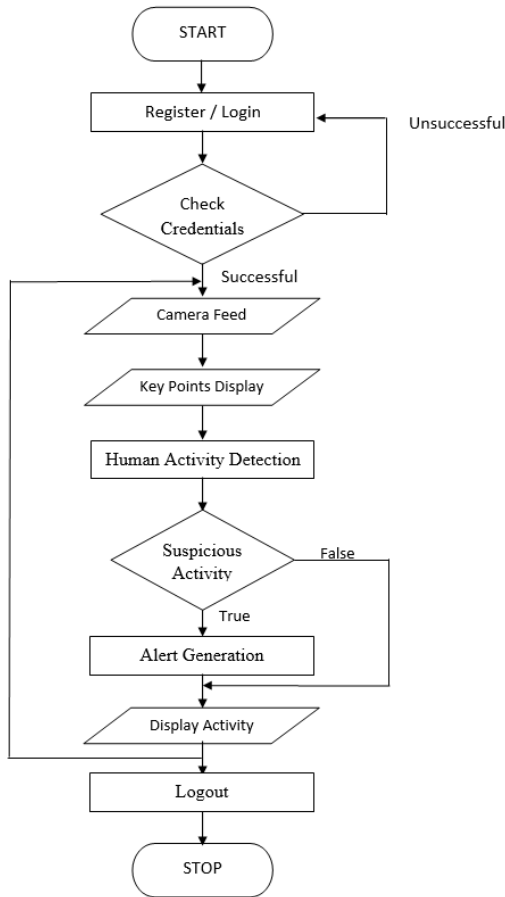 START
Register / Login
Unsuccessful
Check
Credentials
Successful
Camera Feed
Key Points Display
Human Activity Detection
Suspicious
Activity
False
True
Alert Generation
Display Activity
Logout
STOP